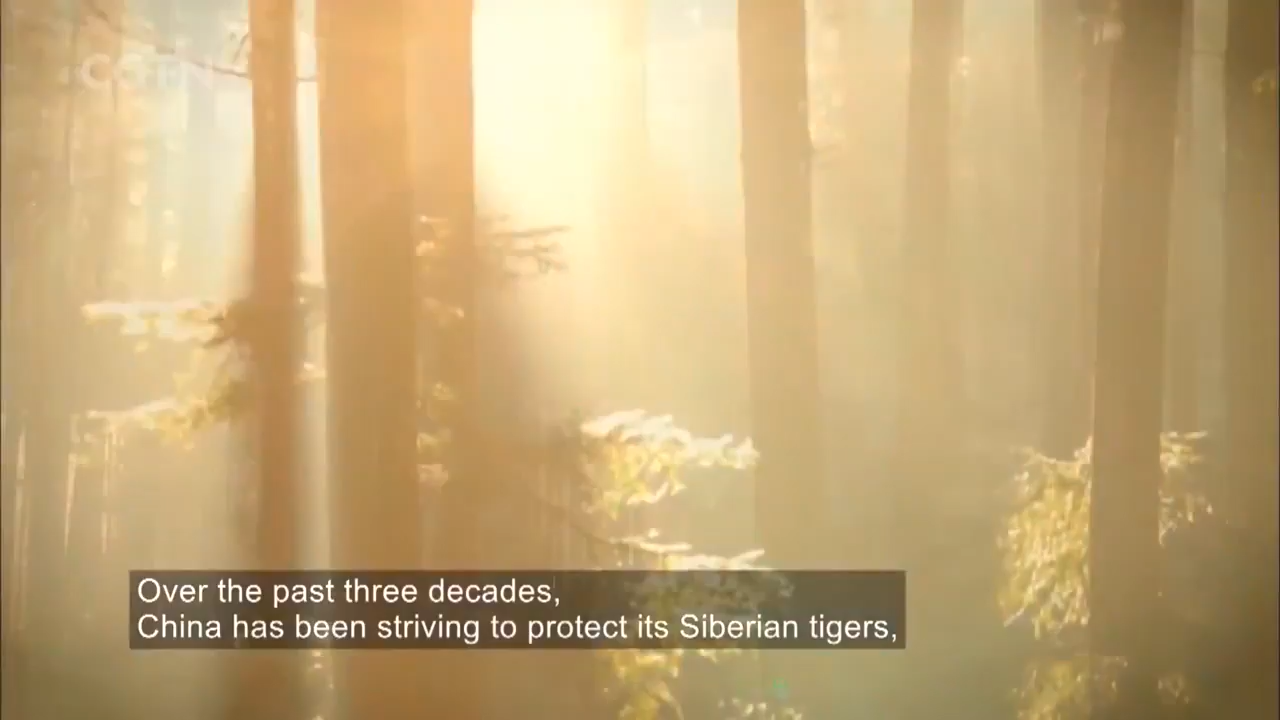 CGTN
Over the past three decades,
China has been striving to protect its Siberian tigers,